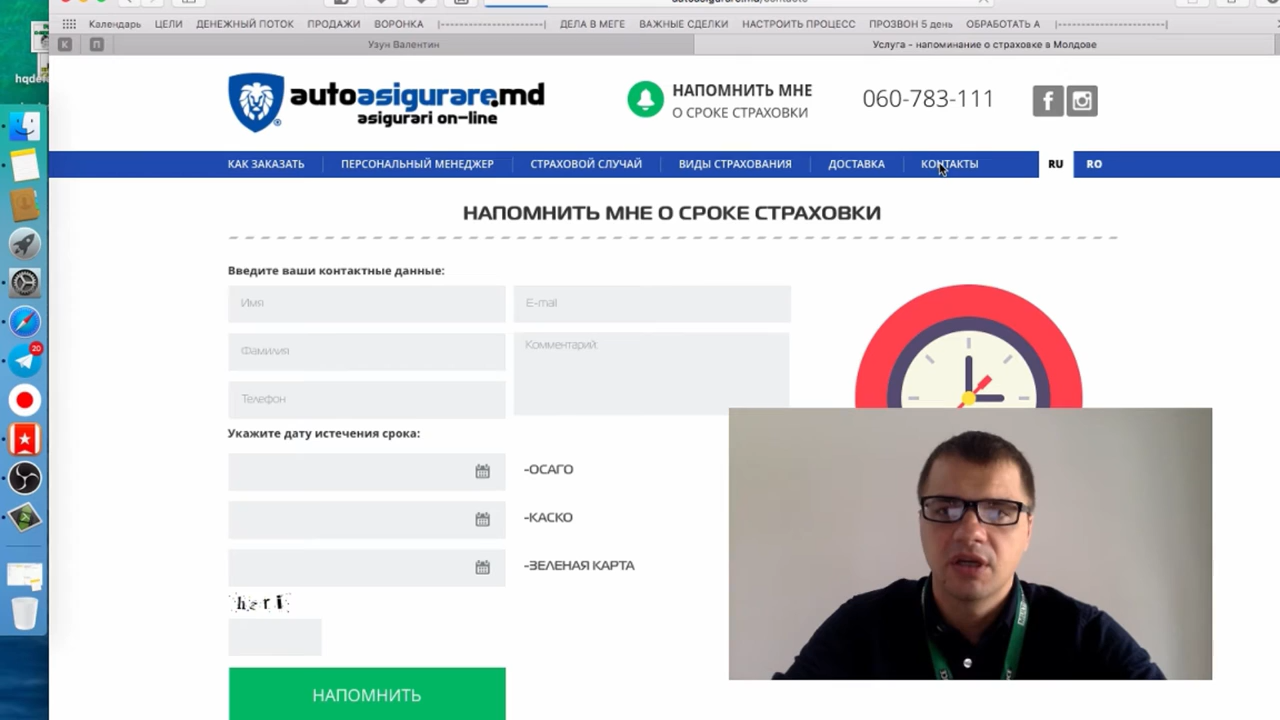 Календарь ЦЕЛИ ДЕНЕЖНЫЙ ПОТОК ПРОДАЖИ ВОРОНКА |--------------------------| ДЕЛА В МЕГЕ ВАЖНЫЕ СДЕЛКИ НАСТРОИТЬ ПРОЦЕСС ПРОЗВОН 5 день ОБРАБОТАТЬ А |--------------------------|
К П Узун Валентин Услуга - напоминание о страховке в Молдове
autoasigurare.md
asigurari on-line
НАПОМНИТЬ МНЕ
О СРОКЕ СТРАХОВКИ
060-783-111
КАК ЗАКАЗАТЬ ПЕРСОНАЛЬНЫЙ МЕНЕДЖЕР СТРАХОВОЙ СЛУЧАЙ ВИДЫ СТРАХОВАНИЯ ДОСТАВКА КОНТАКТЫ RU RO
НАПОМНИТЬ МНЕ О СРОКЕ СТРАХОВКИ
Введите ваши контактные данные:
Имя E-mail
Фамилия Комментарий:
Телефон
Укажите дату истечения срока:
-ОСАГО
-КАСКО
-ЗЕЛЕНАЯ КАРТА
НАПОМНИТЬ
20